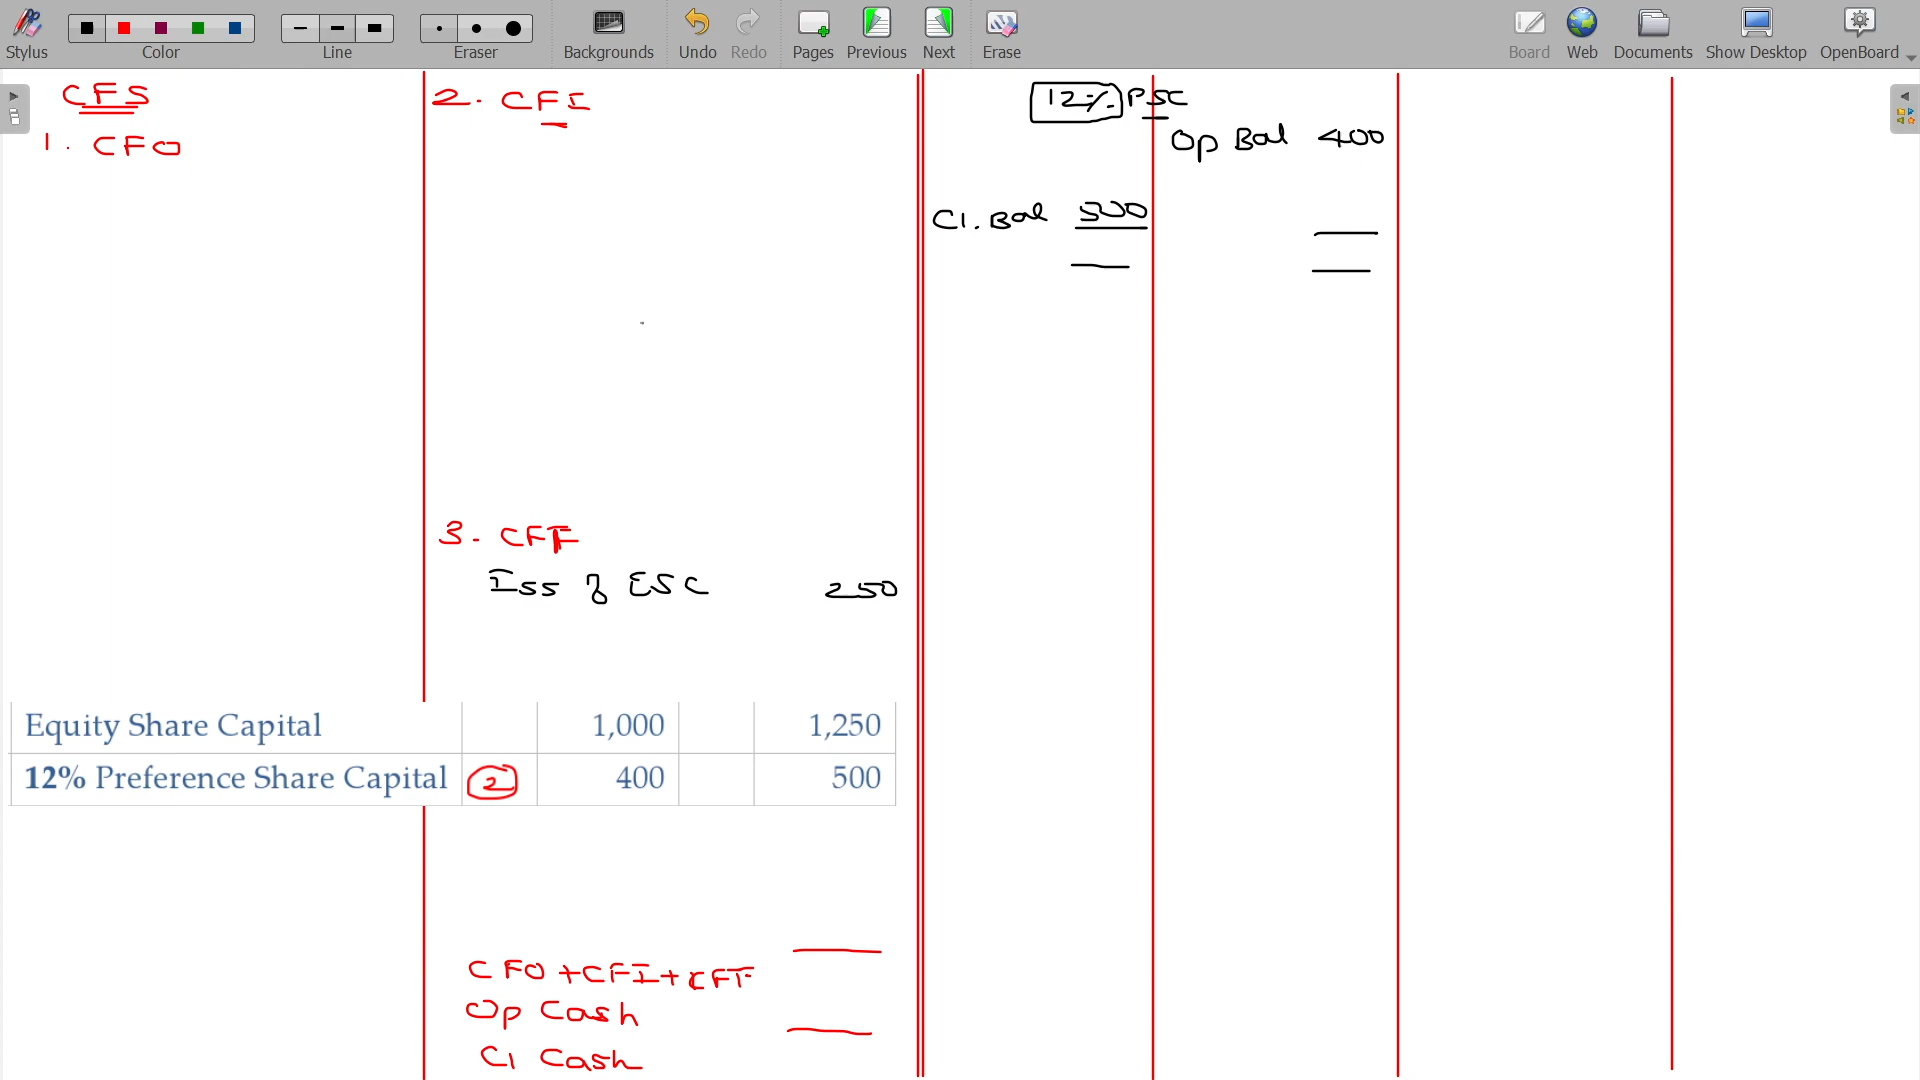 Stylus Color Line Eraser Backgrounds Undo Redo Pages Previous Next Erase Board Web Documents Show Desktop OpenBoard
CFS
1. CFO
2. CFI
3. CFF
Iss of ESC 250
Equity Share Capital 1,000 1,250
12% Preference Share Capital 2 400 500
CFO + CFI + CFF
Op Cash
Cl Cash
12% PSC
Op Bal 400
Cl. Bal 500